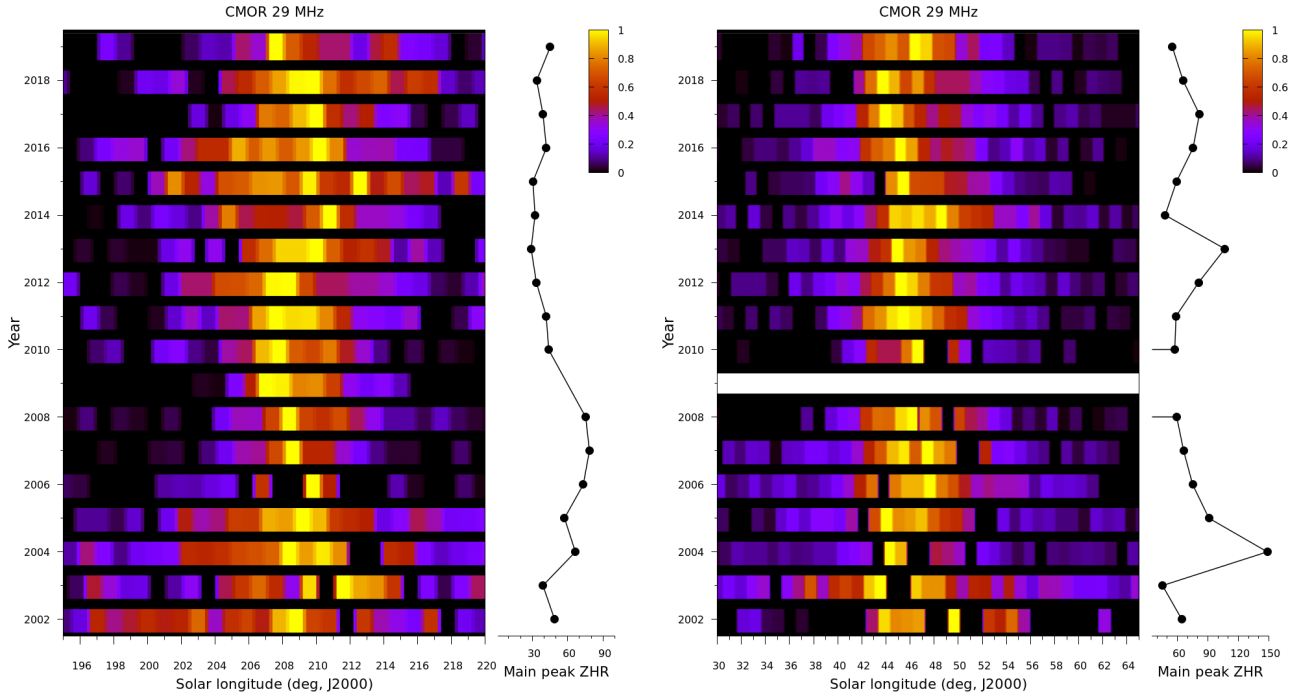 CMOR 29 MHz
1
0.8
0.6
0.4
0.2
0
2018
2016
2014
2012
2010
2008
2006
2004
2002
Year
196 198 200 202 204 206 208 210 212 214 216 218 220
Solar longitude (deg, J2000)
30 60 90
Main peak ZHR
CMOR 29 MHz
1
0.8
0.6
0.4
0.2
0
2018
2016
2014
2012
2010
2008
2006
2004
2002
Year
30 32 34 36 38 40 42 44 46 48 50 52 54 56 58 60 62 64
Solar longitude (deg, J2000)
60 90 120 150
Main peak ZHR